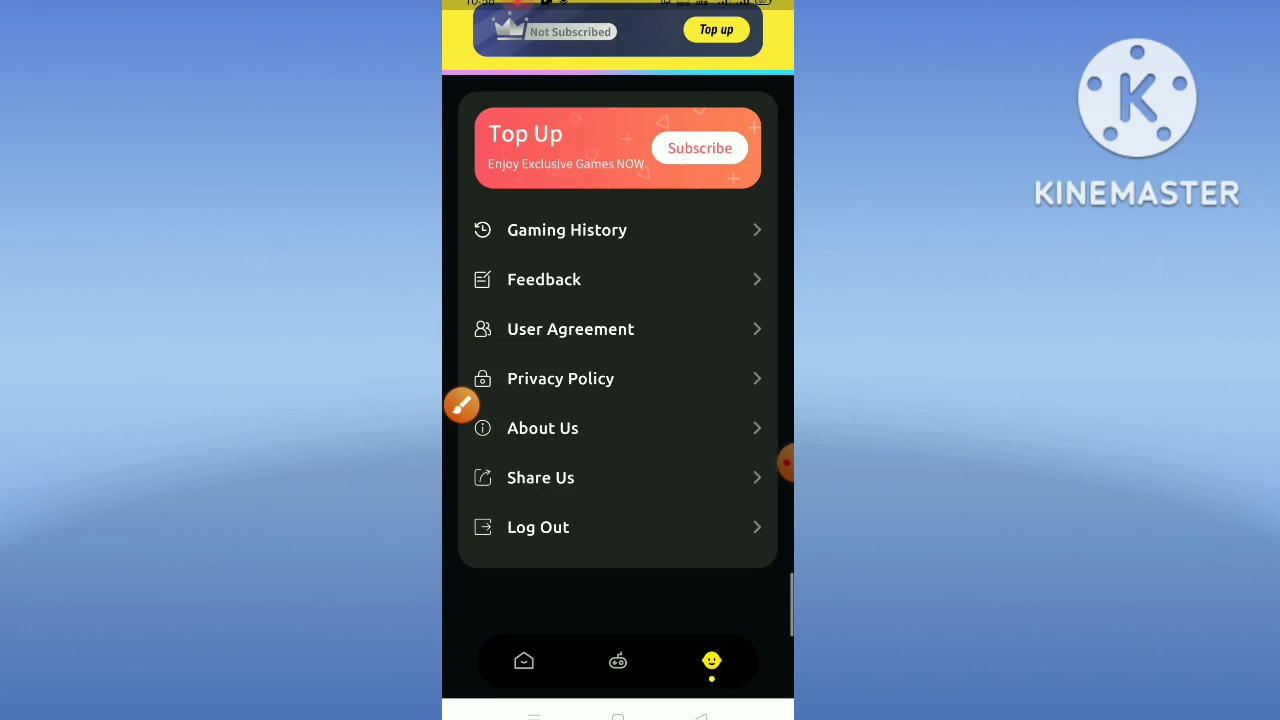 Not Subscribed
Top up
Top Up
Subscribe
Enjoy Exclusive Games NOW
Gaming History
Feedback
User Agreement
Privacy Policy
About Us
Share Us
Log Out
K
KINEMASTER